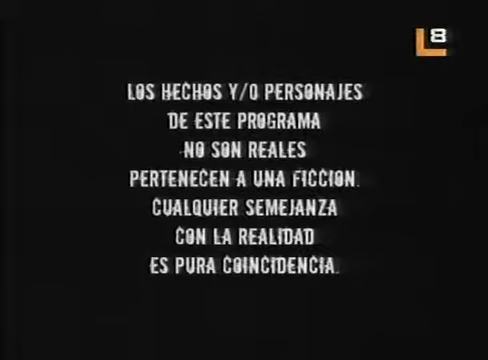 L8
LOS HECHOS Y/O PERSONAJES
DE ESTE PROGRAMA
NO SON REALES
PERTENECEN A UNA FICCION.
CUALQUIER SEMEJANZA
CON LA REALIDAD
ES PURA COINCIDENCIA.